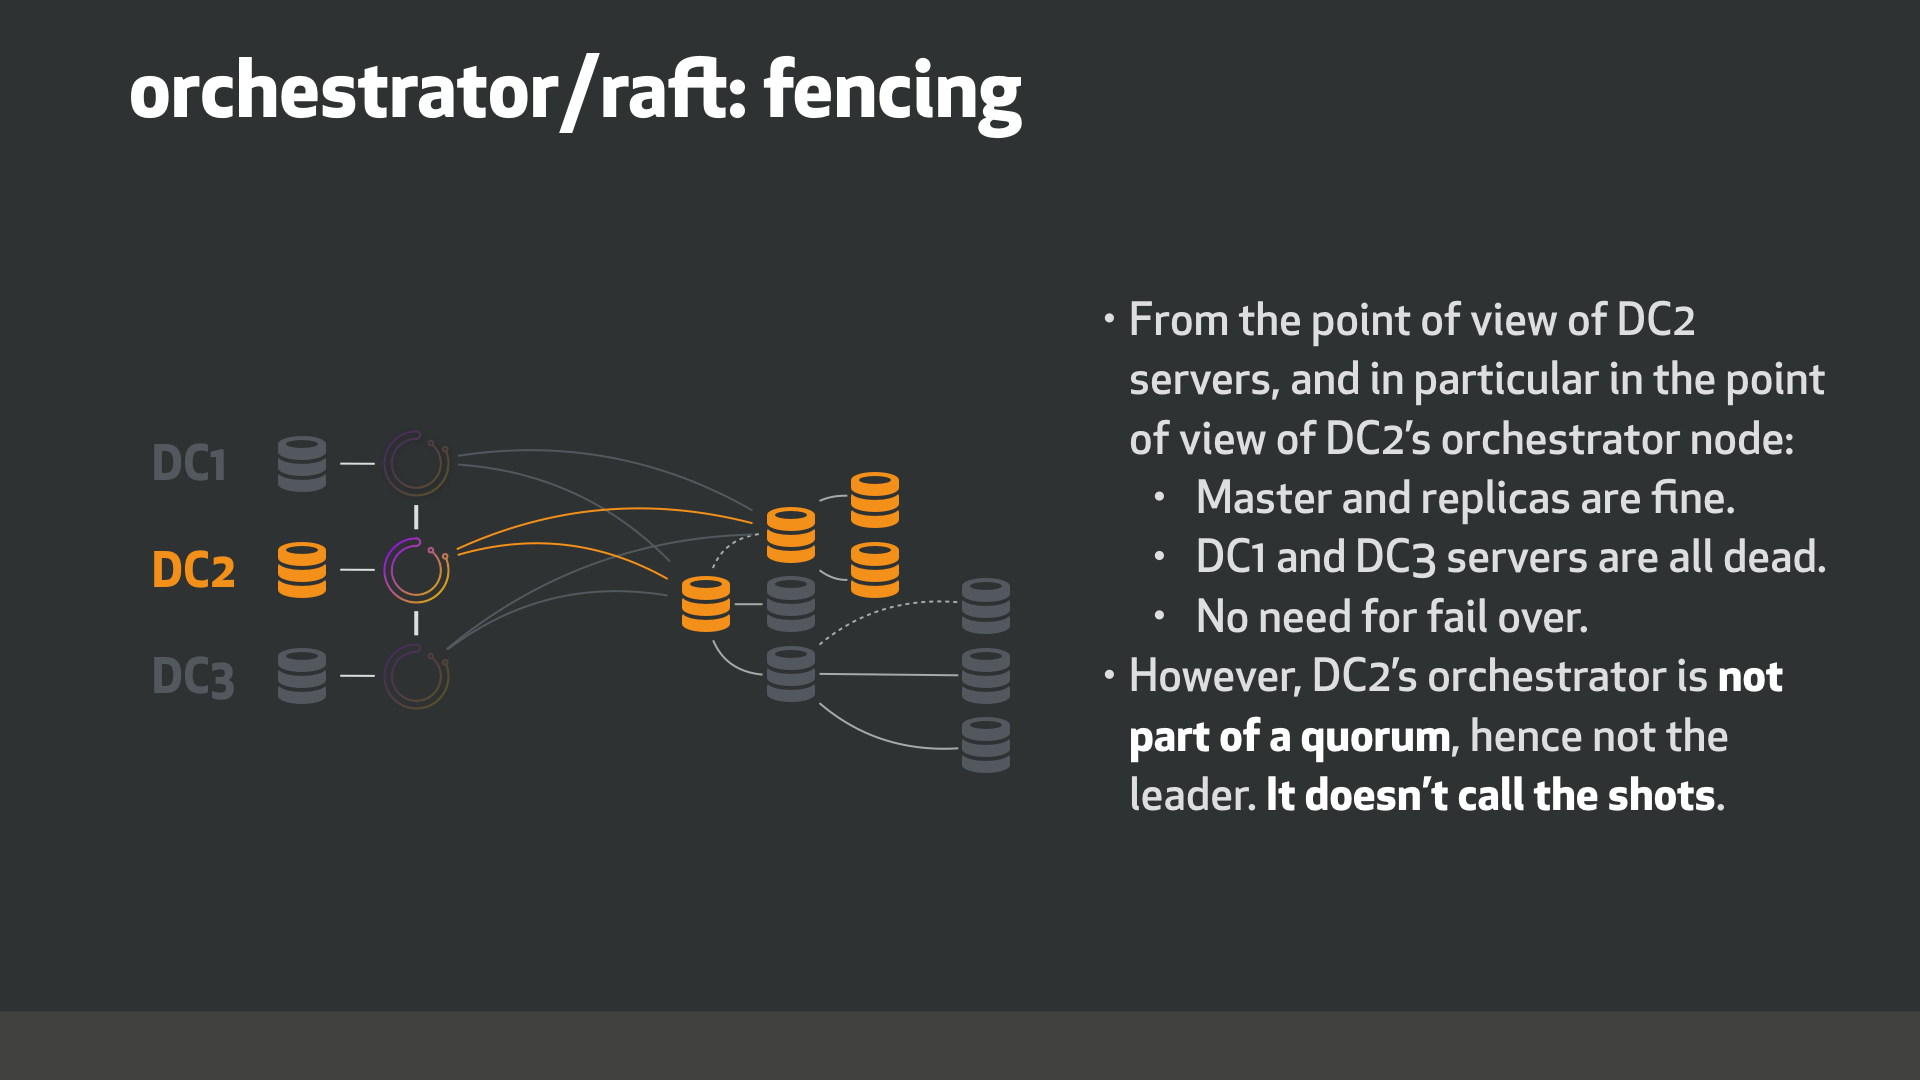 orchestrator/raft: fencing
DC1
DC2
DC3
• From the point of view of DC2
servers, and in particular in the point
of view of DC2’s orchestrator node:
• Master and replicas are fine.
• DC1 and DC3 servers are all dead.
• No need for fail over.
• However, DC2’s orchestrator is not
part of a quorum, hence not the
leader. It doesn’t call the shots.